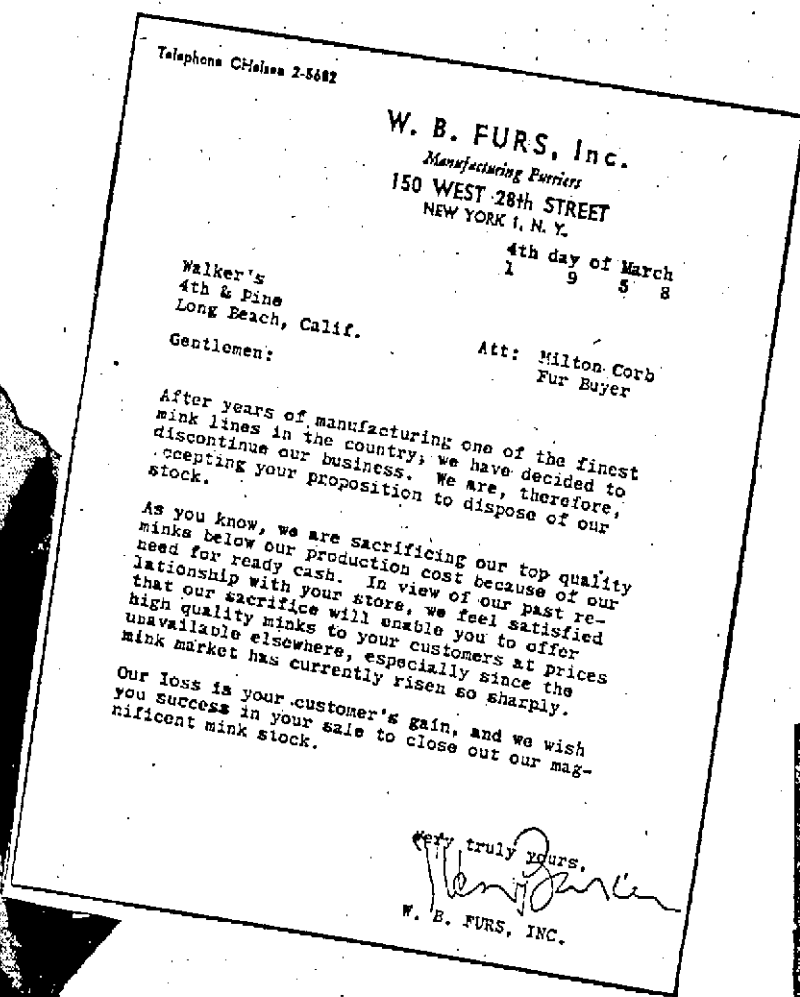 Telephone CHelsea 2-5682
W. B. FURS, Inc.
Manufacturing Furriers
150 WEST 28th STREET
NEW YORK 1, N. Y.
4th day of March
1 9 5 8
Walker's
4th & Pine
Long Beach, Calif.
Att: Milton Corb
Fur Buyer
Gentlemen:
After years of manufacturing one of the finest
mink lines in the country, we have decided to
discontinue our business. We are, therefore,
ccepting your proposition to dispose of our
stock.
As you know, we are sacrificing our top quality
minks below our production cost because of our
need for ready cash. In view of our past re-
lationship with your store, we feel satisfied
that our sacrifice will enable you to offer
high quality minks to your customers at prices
unavailable elsewhere, especially since the
mink market has currently risen so sharply.
Our loss is your customer's gain, and we wish
you success in your sale to close out our mag-
nificent mink stock.
Very truly yours,
W. B. FURS, INC.